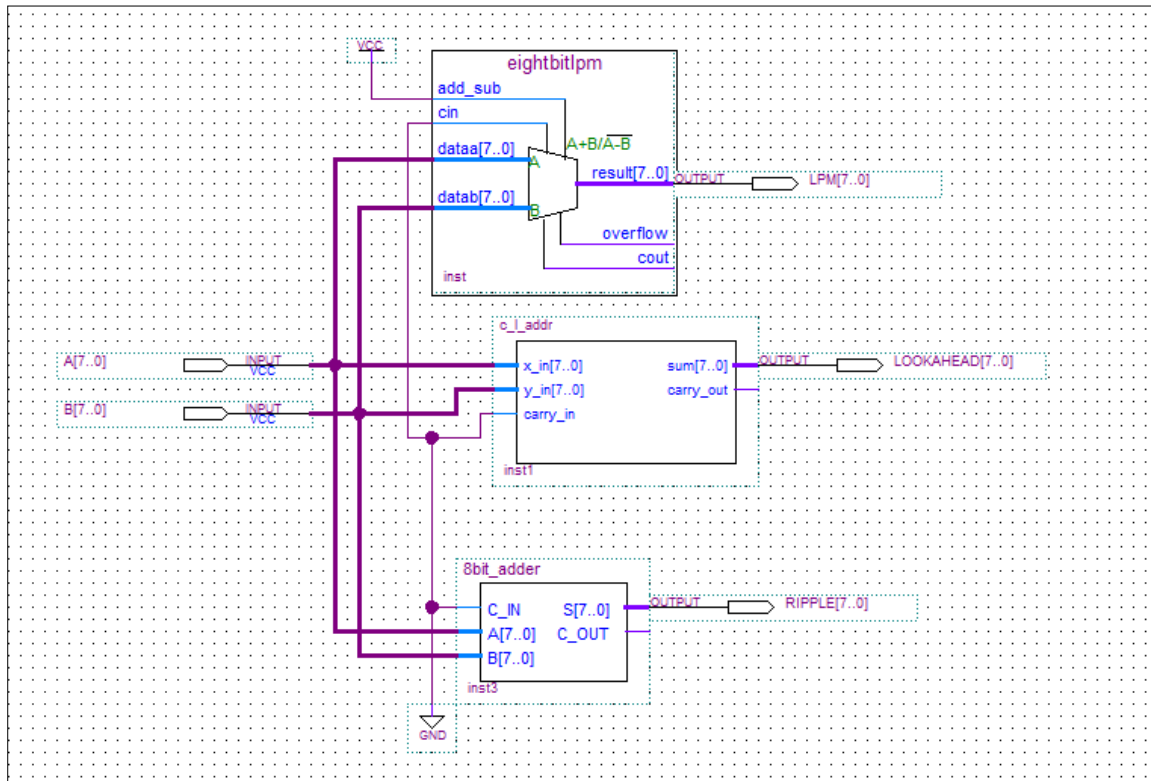 VCC
eightbitlpm
add_sub
cin
A+B/A-B
dataa[7..0]
A
result[7..0]
OUTPUT
LPM[7..0]
datab[7..0]
B
overflow
cout
inst
c_l_addr
A[7..0]
INPUT
VCC
x_in[7..0]
sum[7..0]
OUTPUT
LOOKAHEAD[7..0]
y_in[7..0]
carry_out
B[7..0]
INPUT
VCC
carry_in
inst1
8bit_adder
C_IN
S[7..0]
OUTPUT
RIPPLE[7..0]
A[7..0]
C_OUT
B[7..0]
inst3
GND